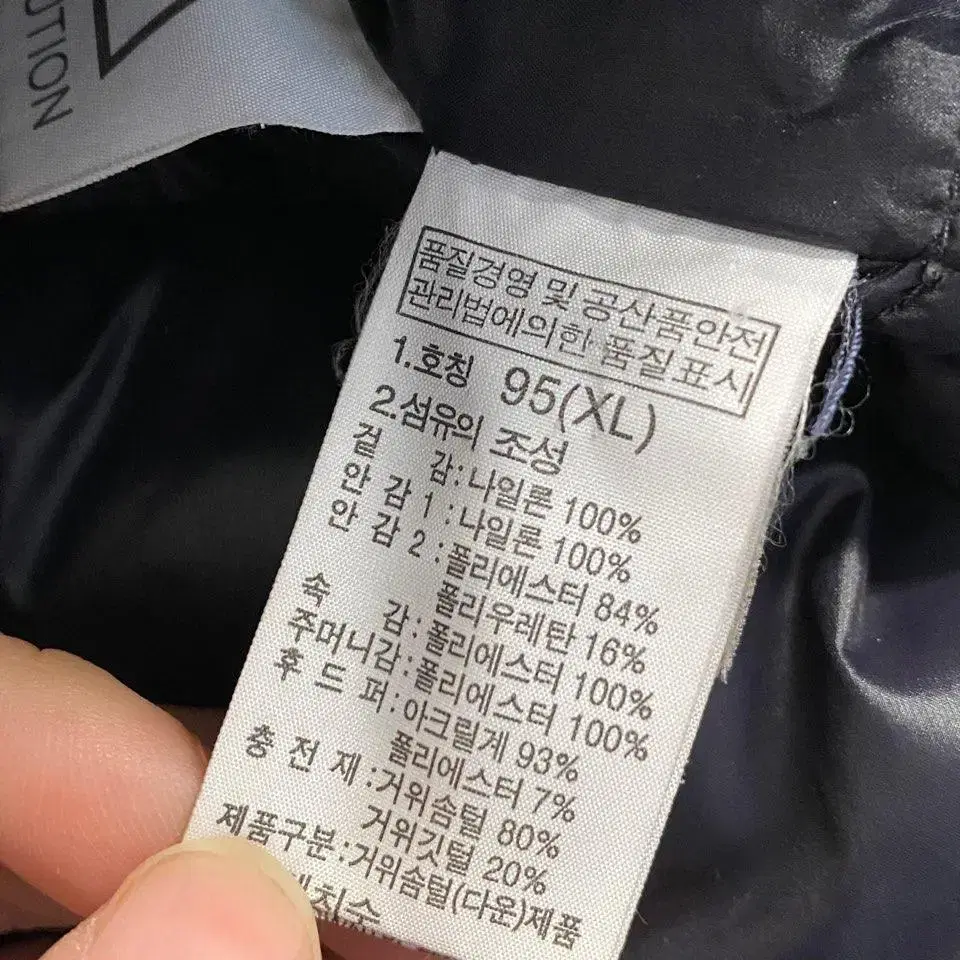 UTION
품질경영 및 공산품안전
관리법에의한 품질표시
1.호칭 95(XL)
2.섬유의 조성
겉 감:나일론 100%
안 감 1:나일론 100%
안 감 2:폴리에스터 84%
폴리우레탄 16%
속 감:폴리에스터 100%
주머니감:폴리에스터 100%
후 드 퍼:아크릴계 93%
폴리에스터 7%
충 전 재:거위솜털 80%
거위깃털 20%
제품구분:거위솜털(다운)제품
체치수